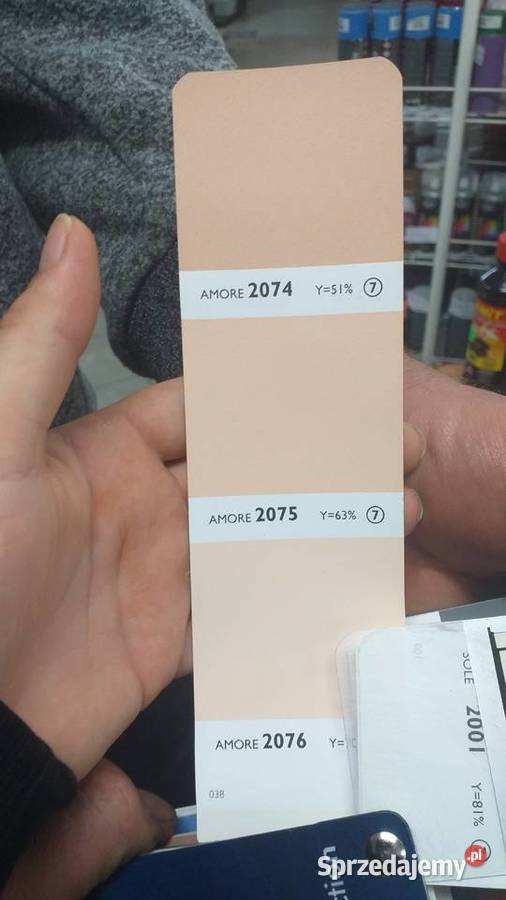 AMORE 2074 Y=51% 7
AMORE 2075 Y=63% 7
AMORE 2076 Y=
038
SOLE 2001 Y=81%
Sprzedajemy.pl